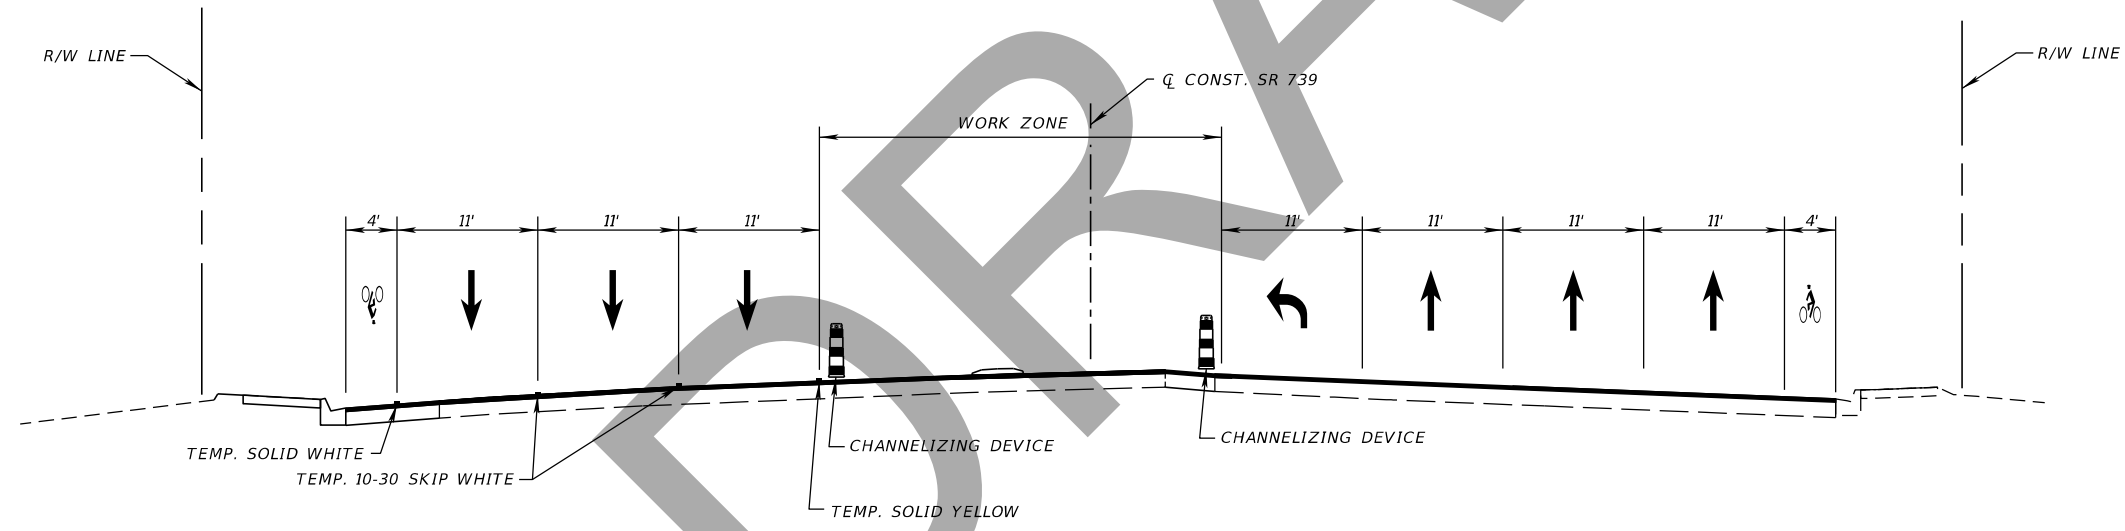 R/W LINE
R/W LINE
℄ CONST. SR 739
WORK ZONE
4' 11' 11' 11' 11' 11' 11' 11' 4'
TEMP. SOLID WHITE
TEMP. 10-30 SKIP WHITE
CHANNELIZING DEVICE
CHANNELIZING DEVICE
TEMP. SOLID YELLOW